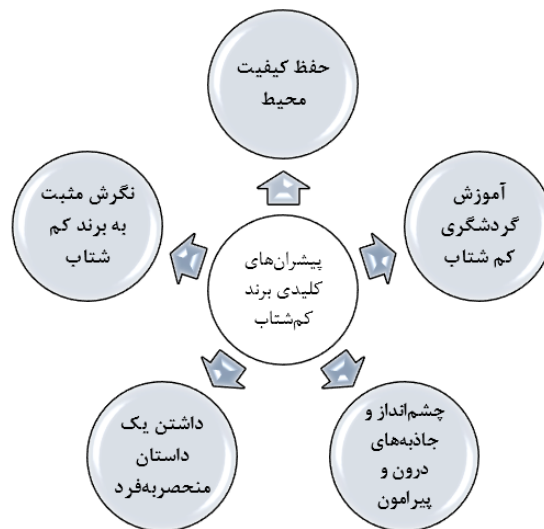 حفظ کیفیت
محیط
آموزش
گردشگری
کم شتاب
چشم‌انداز و
جاذبه‌های
درون و
پیرامون
داشتن یک
داستان
منحصربه‌فرد
نگرش مثبت
به برند کم
شتاب
پیشران‌های
کلیدی برند
کم‌شتاب